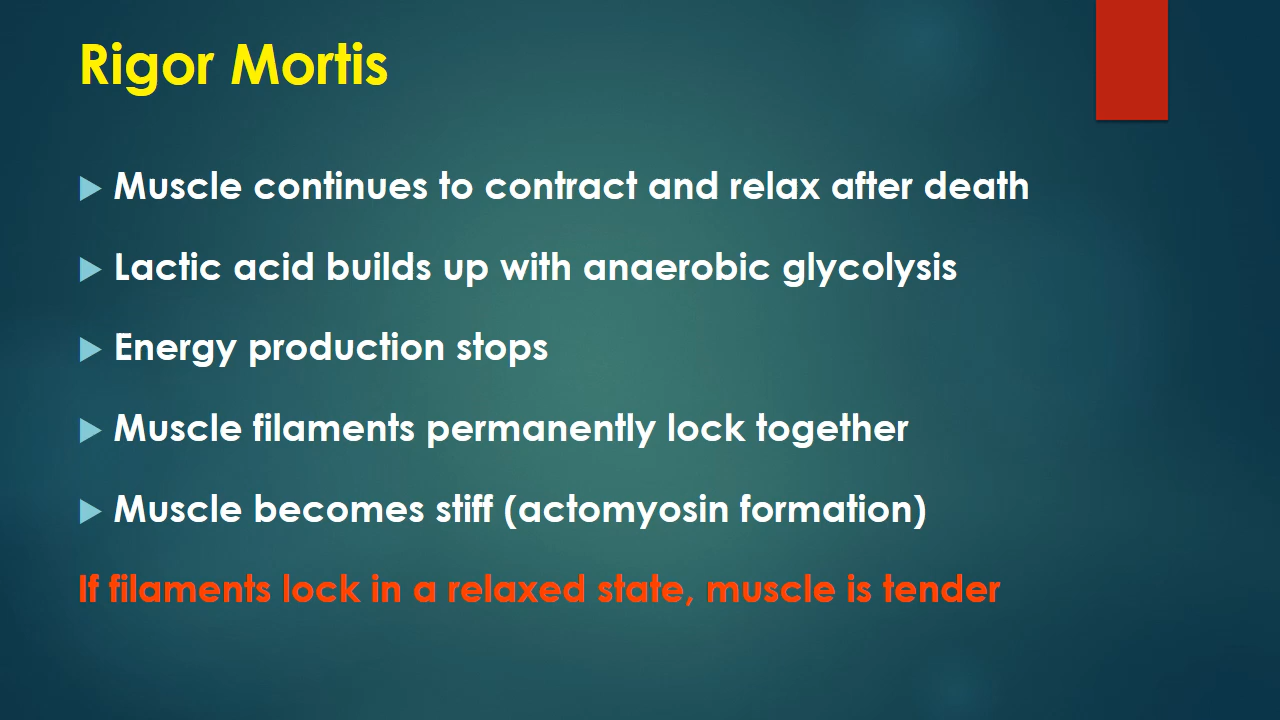 Rigor Mortis
Muscle continues to contract and relax after death
Lactic acid builds up with anaerobic glycolysis
Energy production stops
Muscle filaments permanently lock together
Muscle becomes stiff (actomyosin formation)
If filaments lock in a relaxed state, muscle is tender